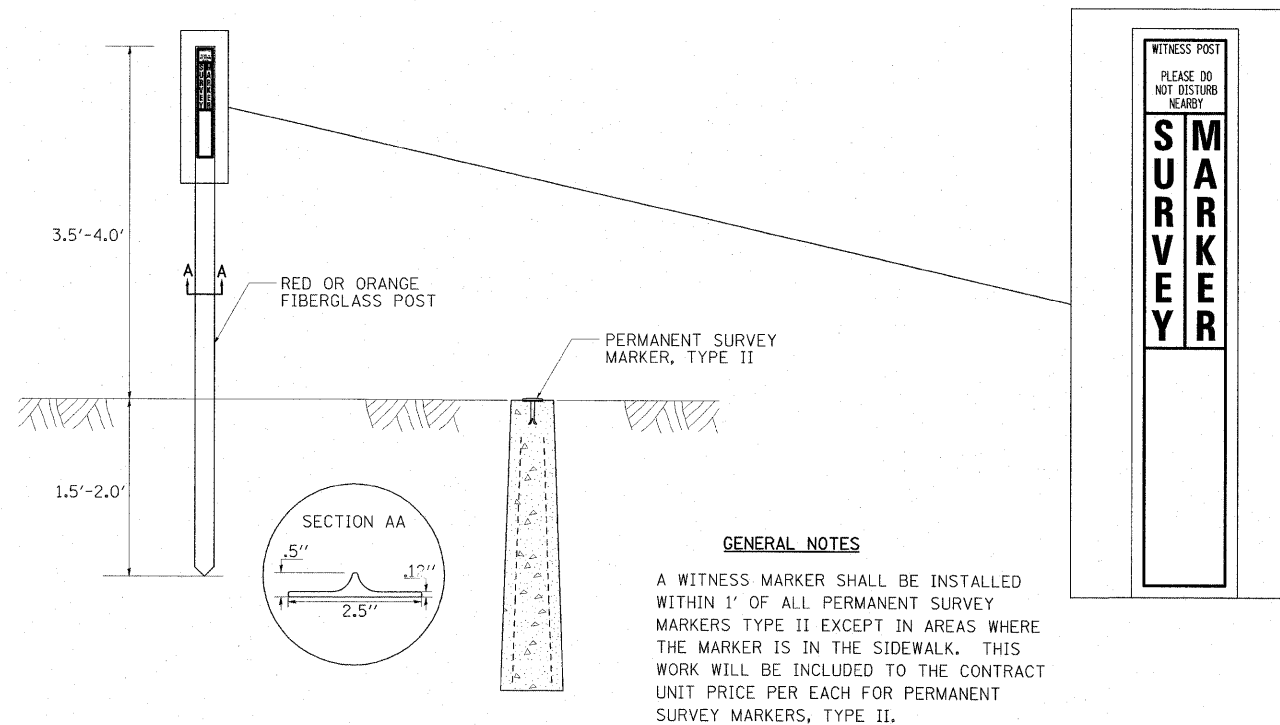 WITNESS POST
PLEASE DO
NOT DISTURB
NEARBY
SURVEY
MARKER
3.5'-4.0'
A A
RED OR ORANGE
FIBERGLASS POST
PERMANENT SURVEY
MARKER, TYPE II
1.5'-2.0'
SECTION AA
.5"
.12"
2.5"
GENERAL NOTES
A WITNESS MARKER SHALL BE INSTALLED
WITHIN 1' OF ALL PERMANENT SURVEY
MARKERS TYPE II EXCEPT IN AREAS WHERE
THE MARKER IS IN THE SIDEWALK. THIS
WORK WILL BE INCLUDED TO THE CONTRACT
UNIT PRICE PER EACH FOR PERMANENT
SURVEY MARKERS, TYPE II.